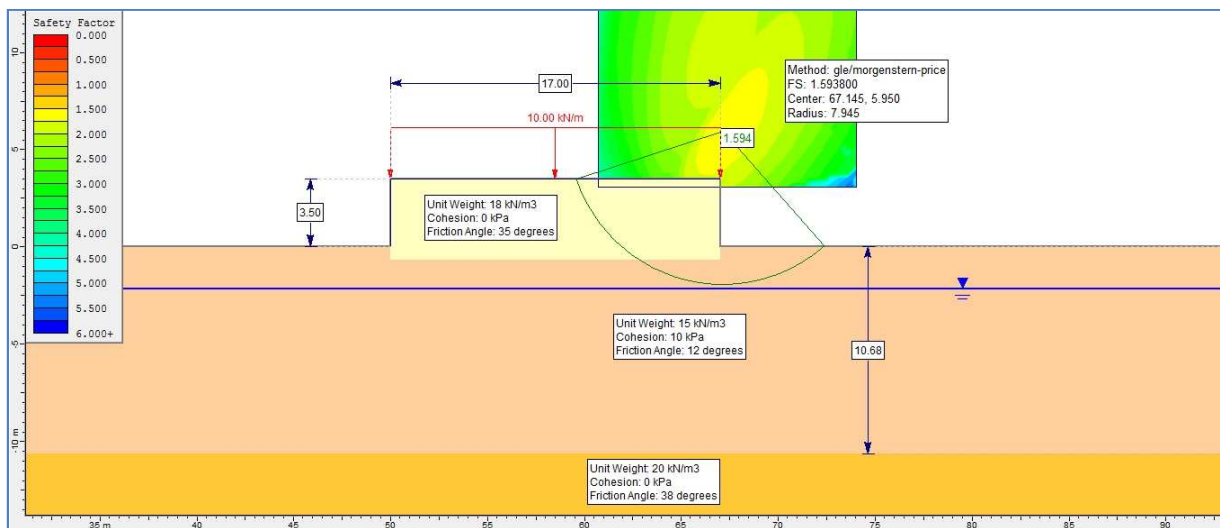 Safety Factor
0.000
0.500
1.000
1.500
2.000
2.500
3.000
3.500
4.000
4.500
5.000
5.500
6.000+
17.00
10.00 kN/m
1.594
Method: gle/morgenstern-price
FS: 1.593800
Center: 67.145, 5.950
Radius: 7.945
3.50
Unit Weight: 18 kN/m3
Cohesion: 0 kPa
Friction Angle: 35 degrees
Unit Weight: 15 kN/m3
Cohesion: 10 kPa
Friction Angle: 12 degrees
10.68
Unit Weight: 20 kN/m3
Cohesion: 0 kPa
Friction Angle: 38 degrees
10
5
0
-5
-10 m
35 m
40
45
50
55
60
65
70
75
80
85
90